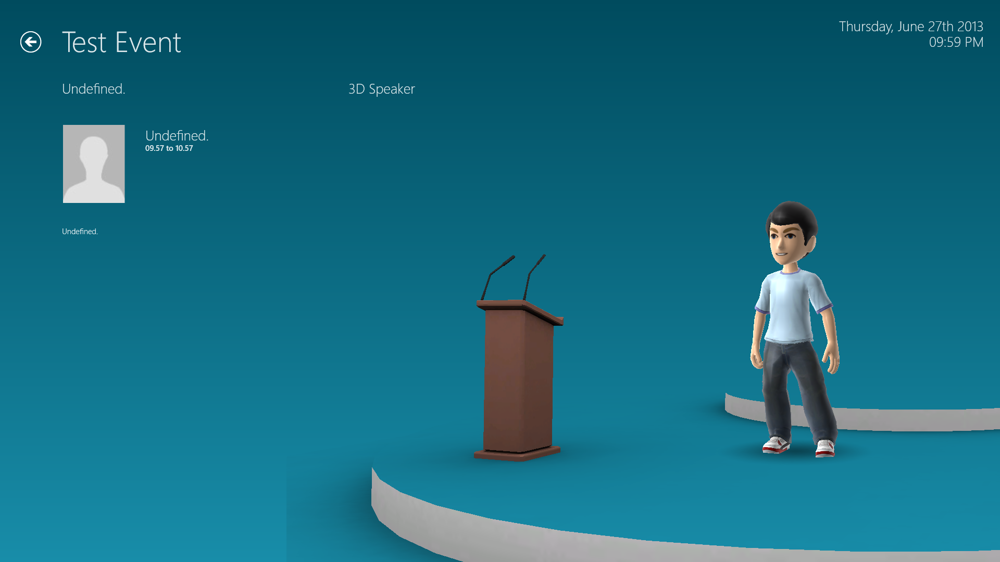 Test Event
Thursday, June 27th 2013
09:59 PM
Undefined.
3D Speaker
Undefined.
09.57 to 10.57
Undefined.